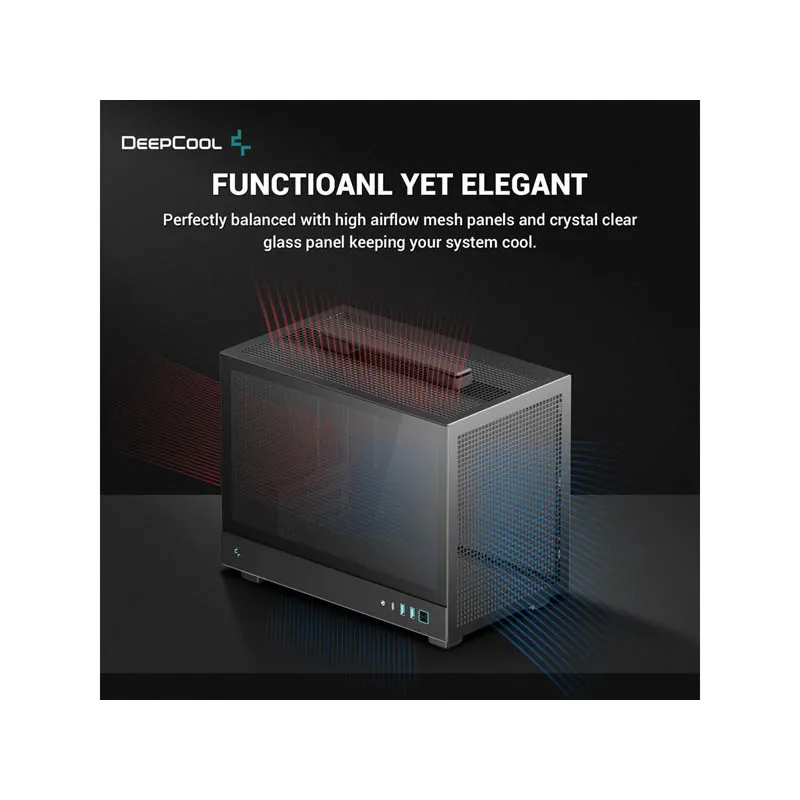 DEEPCOOL
FUNCTIOANL YET ELEGANT
Perfectly balanced with high airflow mesh panels and crystal clear
glass panel keeping your system cool.